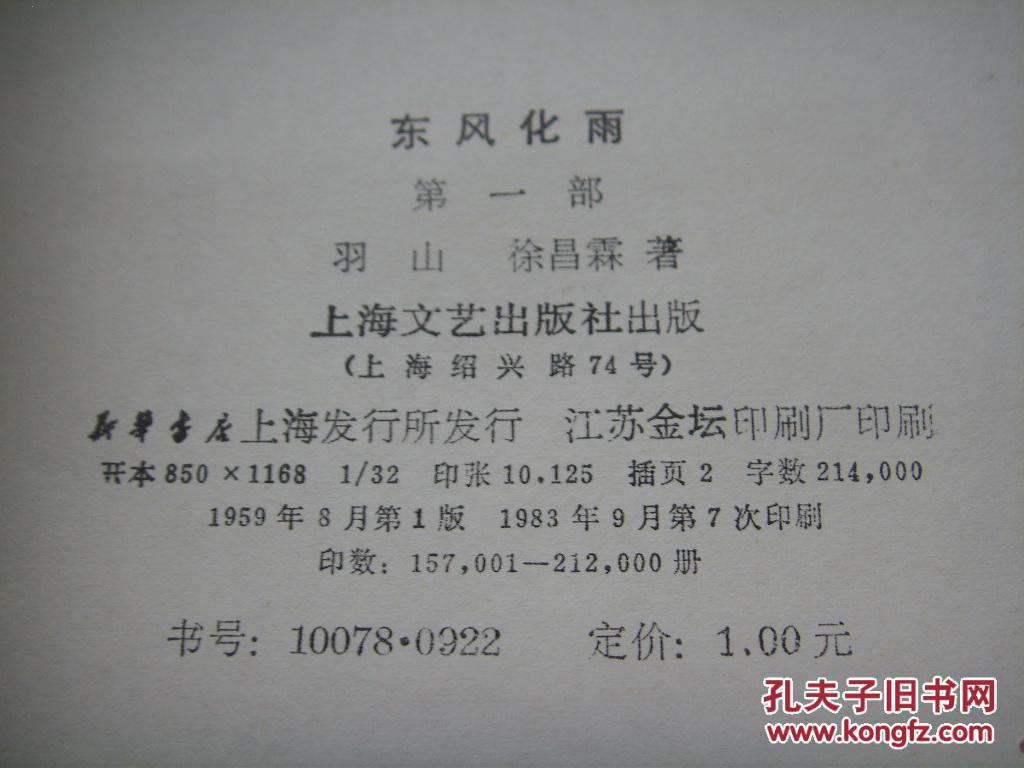 东风化雨
第一部
羽山 徐昌霖 著
上海文艺出版社出版
(上海绍兴路74号)
新华书店上海发行所发行 江苏金坛印刷厂印刷
开本850×1168 1/32 印张10.125 插页2 字数214,000
1959年8月第1版 1983年9月第7次印刷
印数: 157,001—212,000册
书号: 10078·0922 定价: 1.00元
孔夫子旧书网
www.kongfz.com